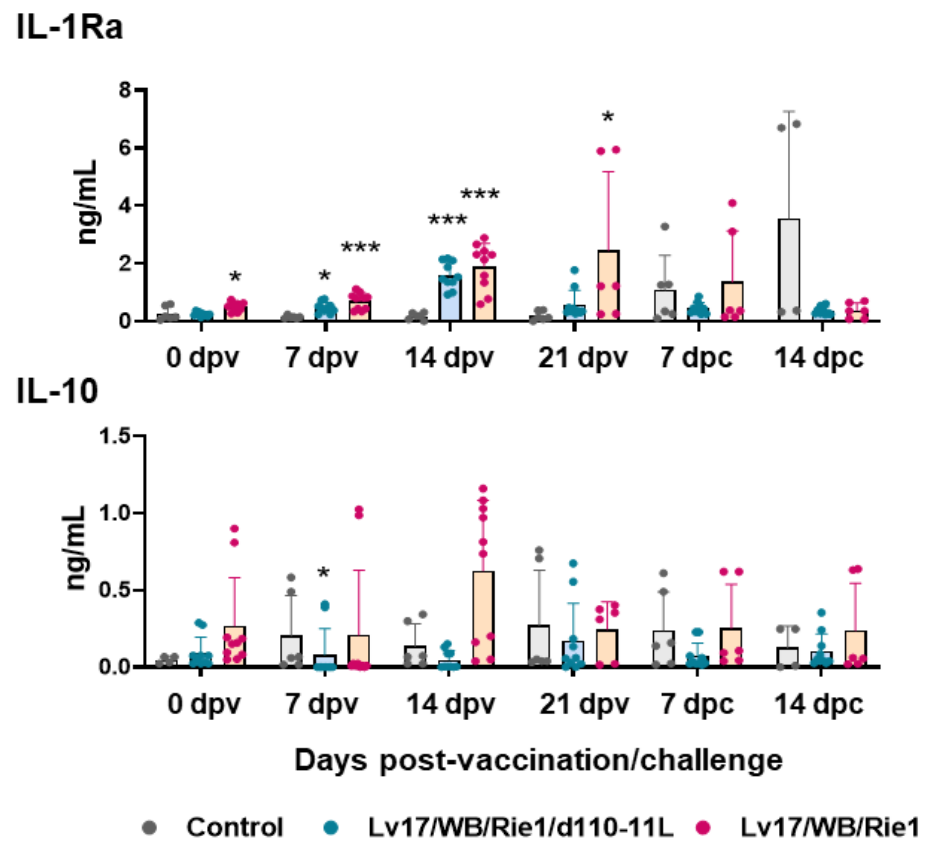 IL-1Ra
8
6
4
2
0
ng/mL
*
*
***
***
***
*
0 dpv 7 dpv 14 dpv 21 dpv 7 dpc 14 dpc
IL-10
1.5
1.0
0.5
0.0
ng/mL
*
0 dpv 7 dpv 14 dpv 21 dpv 7 dpc 14 dpc
Days post-vaccination/challenge
Control Lv17/WB/Rie1/d110-11L Lv17/WB/Rie1